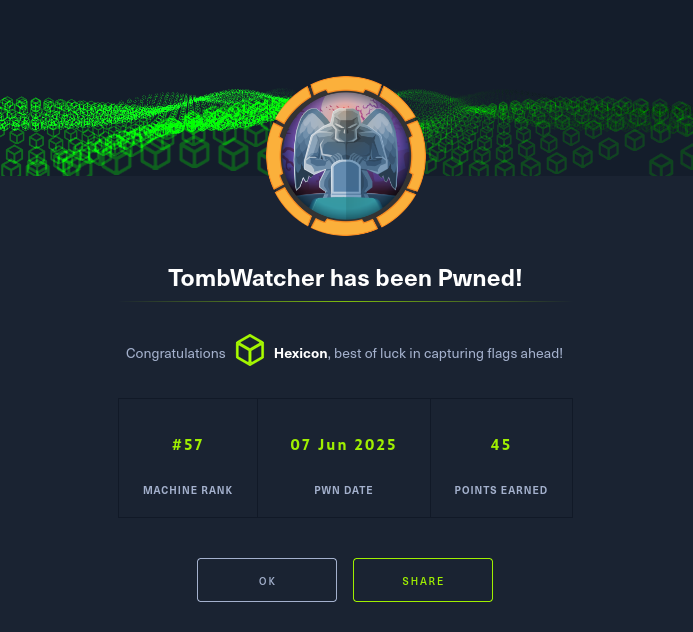 TombWatcher has been Pwned!
Congratulations Hexicon, best of luck in capturing flags ahead!
#57 07 Jun 2025 45
MACHINE RANK PWN DATE POINTS EARNED
OK SHARE